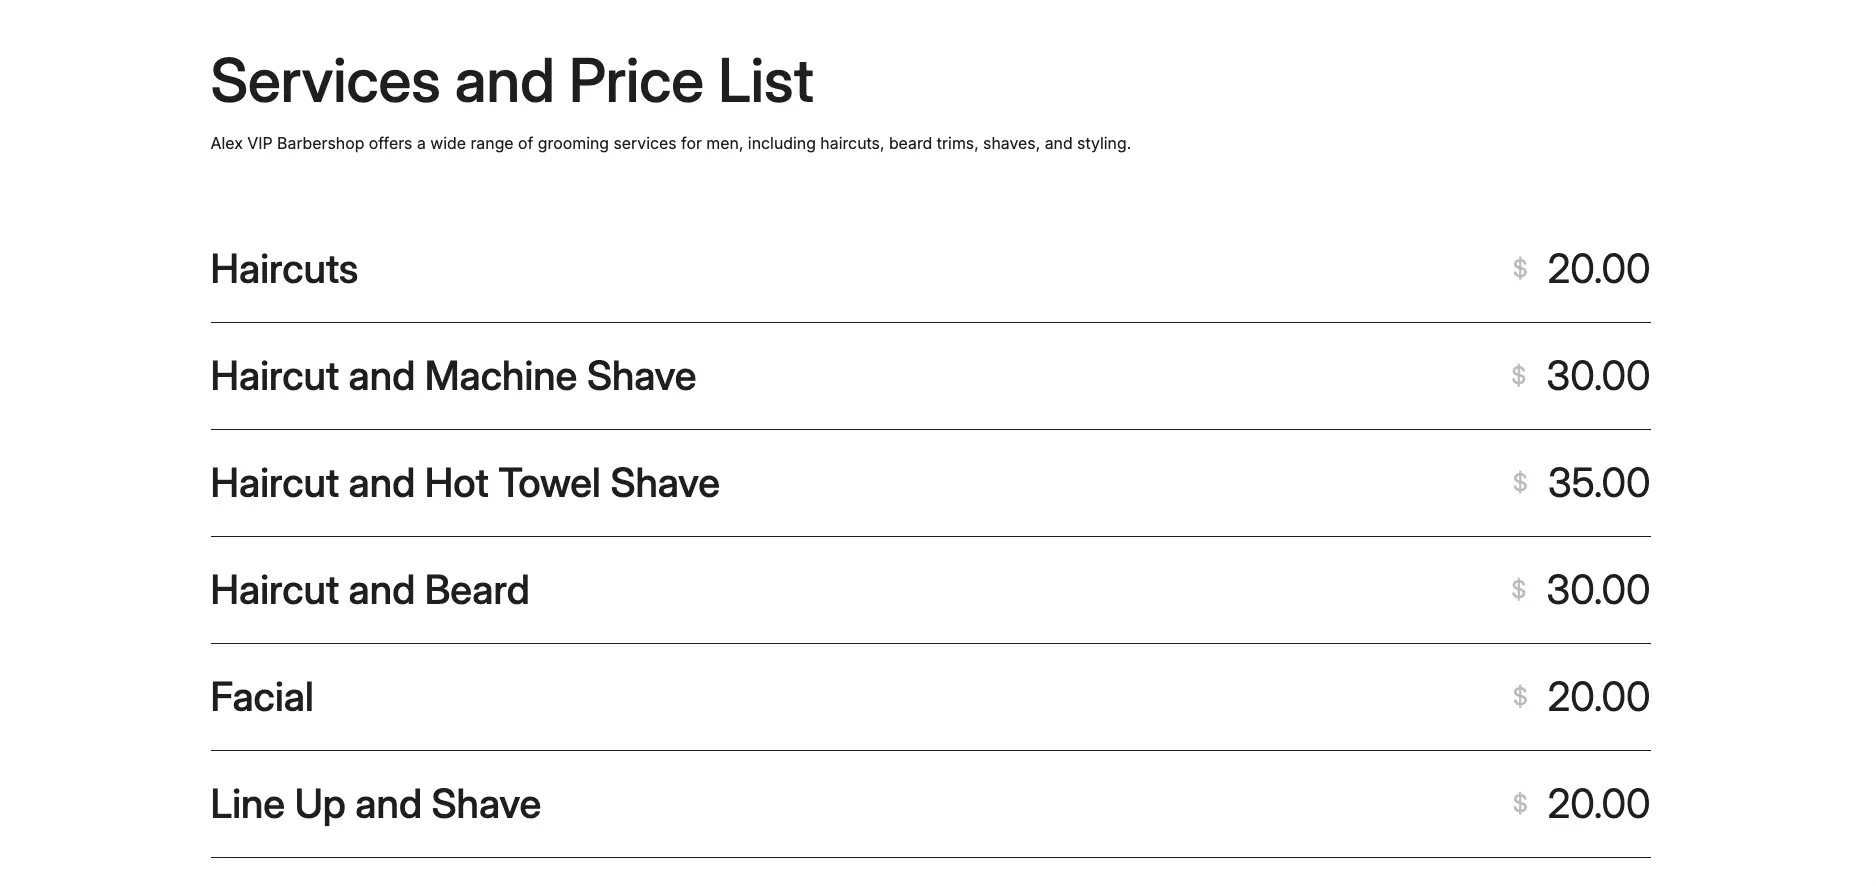 Services and Price List
Alex VIP Barbershop offers a wide range of grooming services for men, including haircuts, beard trims, shaves, and styling.
Haircuts $ 20.00
Haircut and Machine Shave $ 30.00
Haircut and Hot Towel Shave $ 35.00
Haircut and Beard $ 30.00
Facial $ 20.00
Line Up and Shave $ 20.00